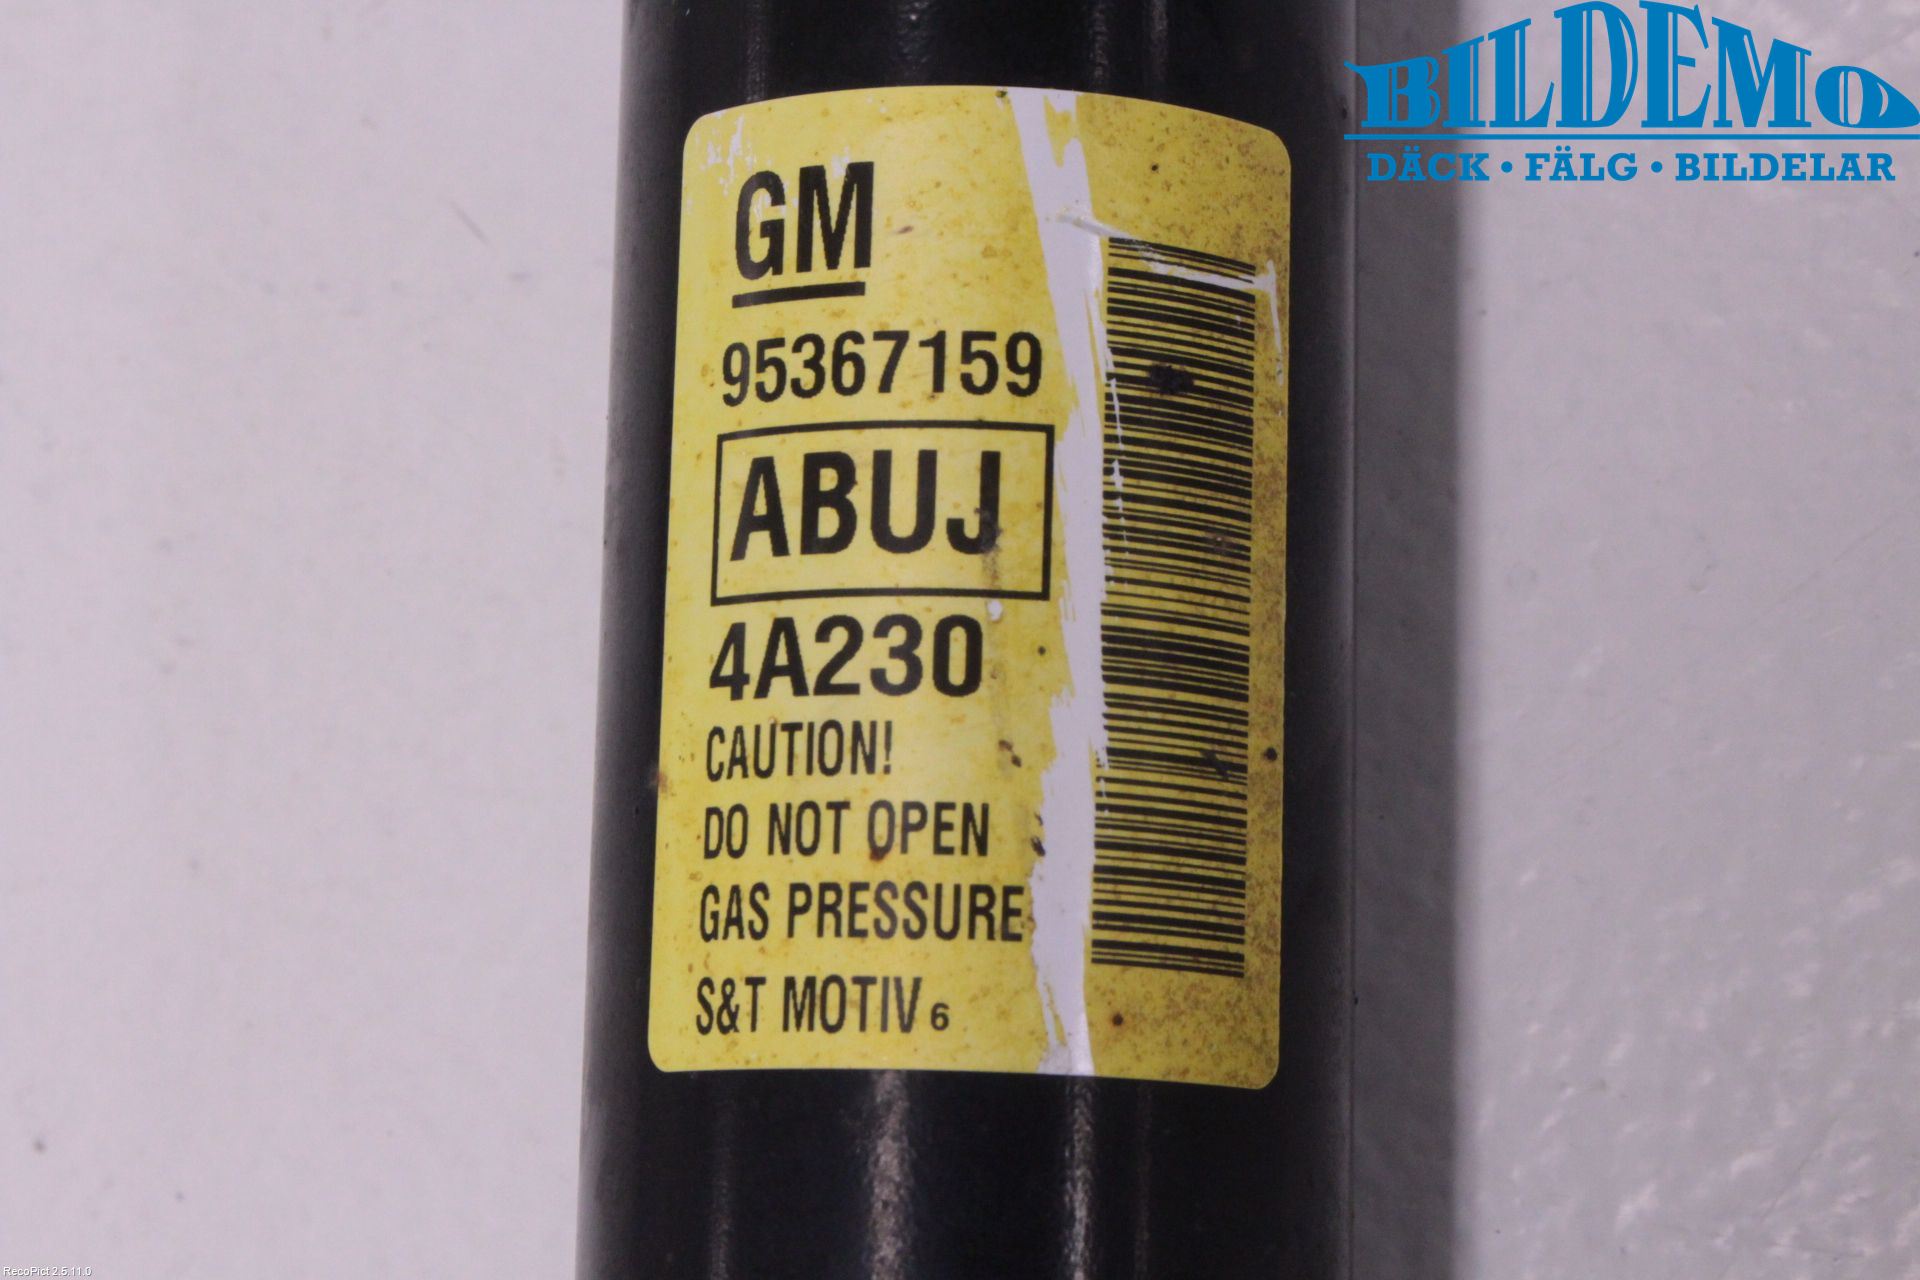 BILDEMO
DÄCK • FÄLG • BILDELAR
GM
95367159
ABUJ
4A230
CAUTION!
DO NOT OPEN
GAS PRESSURE
S&T MOTIV 6
RecoPict 2.5.11.0